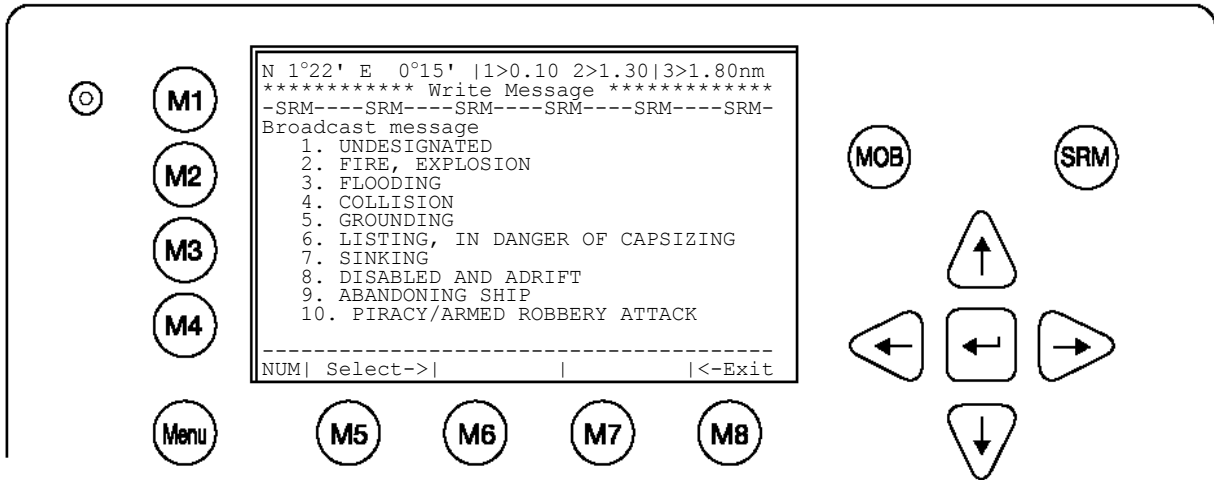 N 1°22' E 0°15' |1>0.10 2>1.30|3>1.80nm
************ Write Message *************
-SRM----SRM----SRM----SRM----SRM----SRM-
Broadcast message
1. UNDESIGNATED
2. FIRE, EXPLOSION
3. FLOODING
4. COLLISION
5. GROUNDING
6. LISTING, IN DANGER OF CAPSIZING
7. SINKING
8. DISABLED AND ADRIFT
9. ABANDONING SHIP
10. PIRACY/ARMED ROBBERY ATTACK
----------------------------------------
NUM| Select->| | |<-Exit
M1
M2
M3
M4
Menu
M5
M6
M7
M8
MOB
SRM